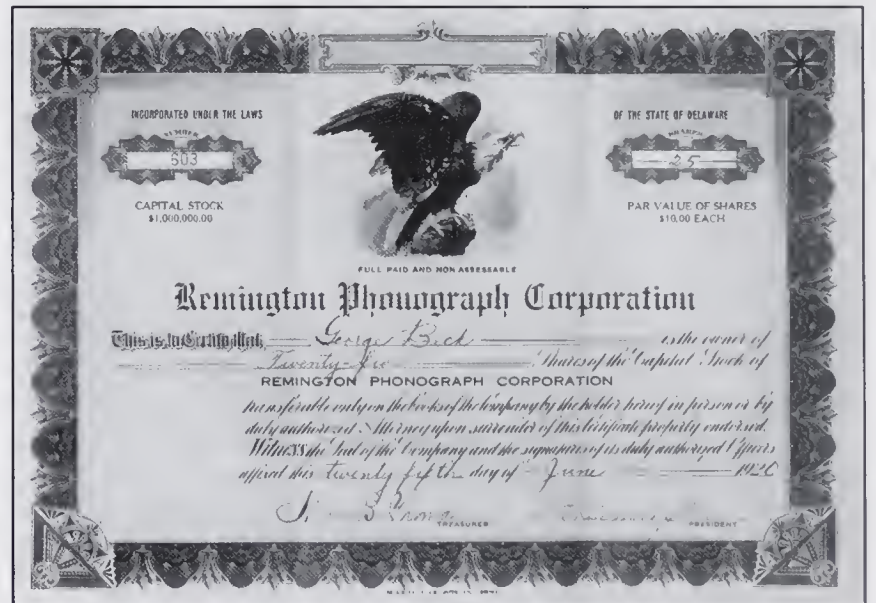 INCORPORATED UNDER THE LAWS
OF THE STATE OF DELAWARE
NUMBER
603
SHARES
25
CAPITAL STOCK
$1,000,000.00
PAR VALUE OF SHARES
$10.00 EACH
FULL PAID AND NON ASSESSABLE
Remington Phonograph Corporation
This is to Certify that George Beck is the owner of
Twenty-five Shares of the Capital Stock of
REMINGTON PHONOGRAPH CORPORATION
transferable only on the books of the Company by the holder hereof in person or by
duly authorized Attorney upon surrender of this Certificate properly endorsed.
Witness the Seal of the Company and the signatures of its duly authorized Officers
affixed this twenty fifth day of June 1920
TREASURER
PRESIDENT